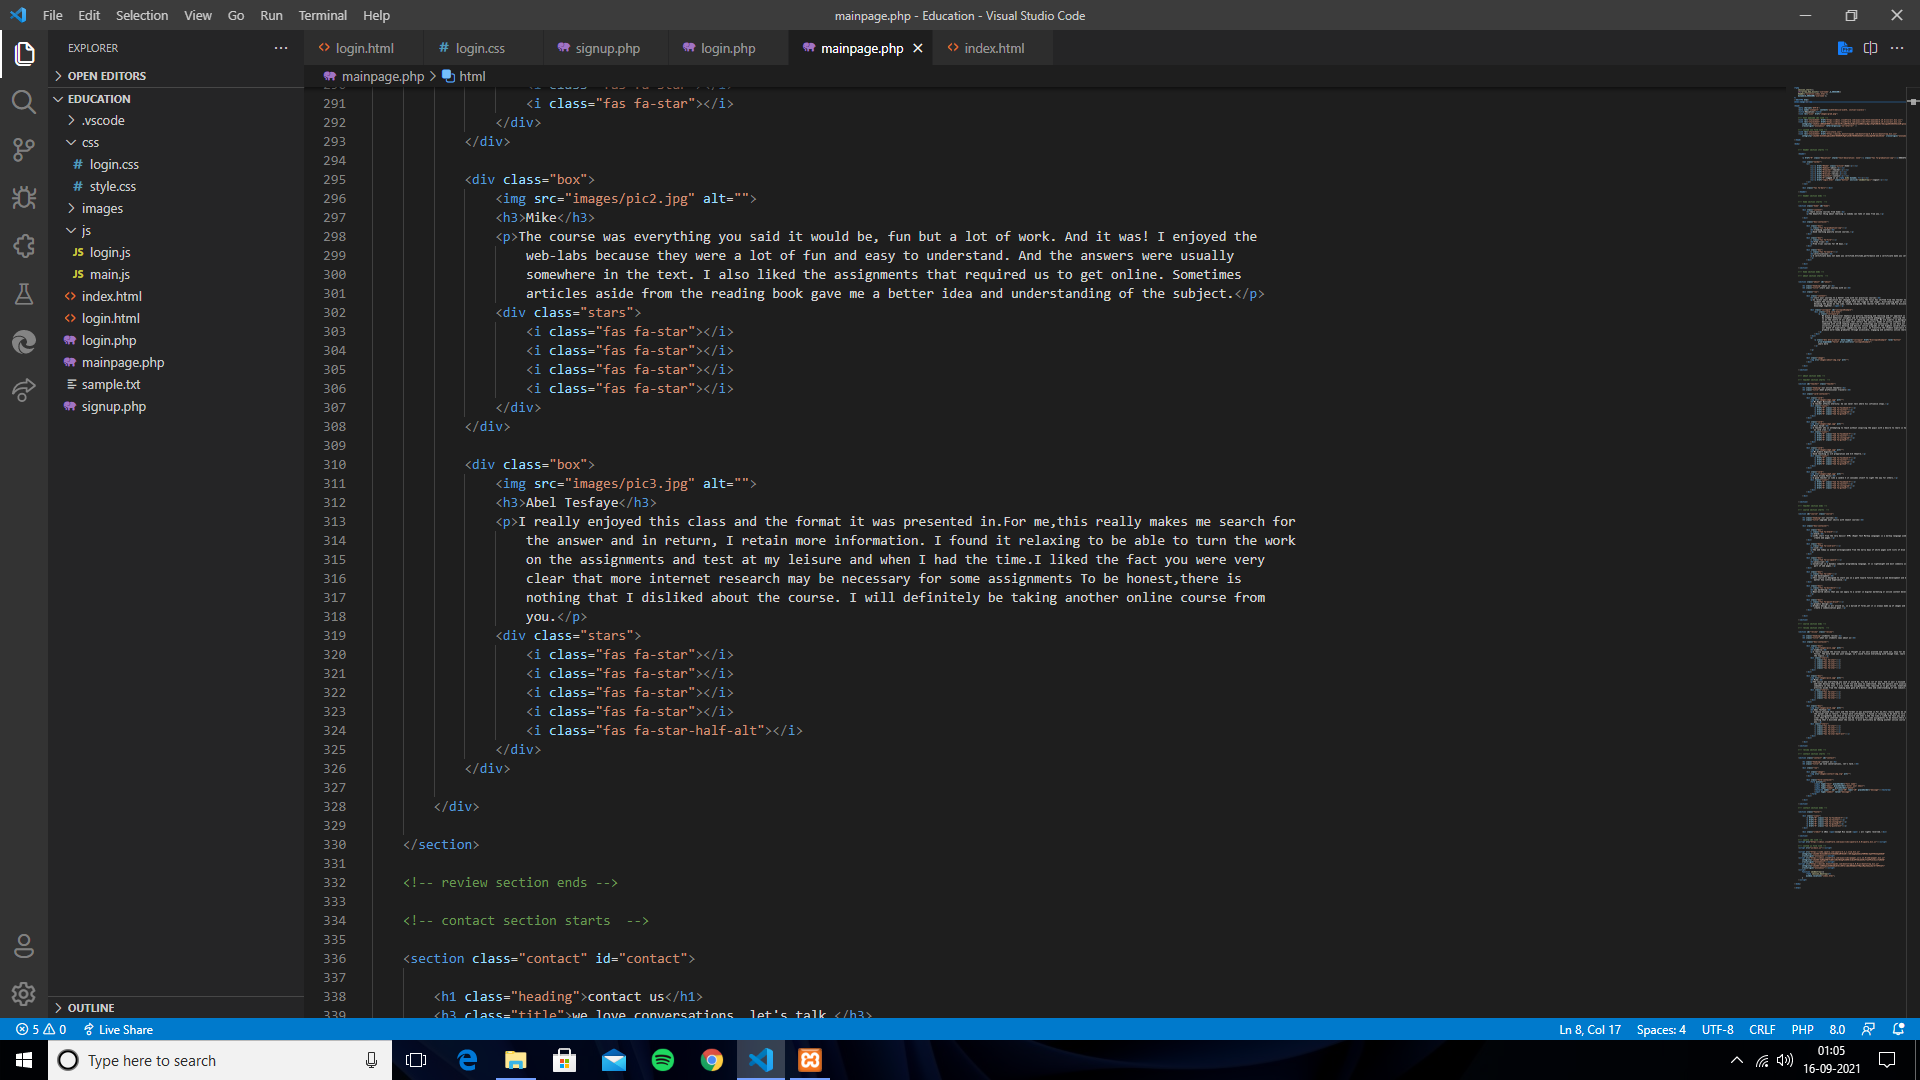 File Edit Selection View Go Run Terminal Help
mainpage.php - Education - Visual Studio Code
EXPLORER
OPEN EDITORS
EDUCATION
.vscode
css
# login.css
# style.css
images
js
JS login.js
JS main.js
<> index.html
<> login.html
login.php
mainpage.php
sample.txt
signup.php
OUTLINE
<> login.html # login.css signup.php login.php mainpage.php <> index.html
mainpage.php > html
291 <i class="fas fa-star"></i>
292 </div>
293 </div>
294
295 <div class="box">
296 <img src="images/pic2.jpg" alt="">
297 <h3>Mike</h3>
298 <p>The course was everything you said it would be, fun but a lot of work. And it was! I enjoyed the
299 web-labs because they were a lot of fun and easy to understand. And the answers were usually
300 somewhere in the text. I also liked the assignments that required us to get online. Sometimes
301 articles aside from the reading book gave me a better idea and understanding of the subject.</p>
302 <div class="stars">
303 <i class="fas fa-star"></i>
304 <i class="fas fa-star"></i>
305 <i class="fas fa-star"></i>
306 <i class="fas fa-star"></i>
307 </div>
308 </div>
309
310 <div class="box">
311 <img src="images/pic3.jpg" alt="">
312 <h3>Abel Tesfaye</h3>
313 <p>I really enjoyed this class and the format it was presented in.For me,this really makes me search for
314 the answer and in return, I retain more information. I found it relaxing to be able to turn the work
315 on the assignments and test at my leisure and when I had the time.I liked the fact you were very
316 clear that more internet research may be necessary for some assignments To be honest,there is
317 nothing that I disliked about the course. I will definitely be taking another online course from
318 you.</p>
319 <div class="stars">
320 <i class="fas fa-star"></i>
321 <i class="fas fa-star"></i>
322 <i class="fas fa-star"></i>
323 <i class="fas fa-star"></i>
324 <i class="fas fa-star-half-alt"></i>
325 </div>
326 </div>
327
328 </div>
329
330 </section>
331
332 <!-- review section ends -->
333
334 <!-- contact section starts  -->
335
336 <section class="contact" id="contact">
337
338 <h1 class="heading">contact us</h1>
339 <h3 class="title">we love conversations, let's talk </h3>
5 0 Live Share
Ln 8, Col 17 Spaces: 4 UTF-8 CRLF PHP 8.0
Type here to search
01:05
16-09-2021